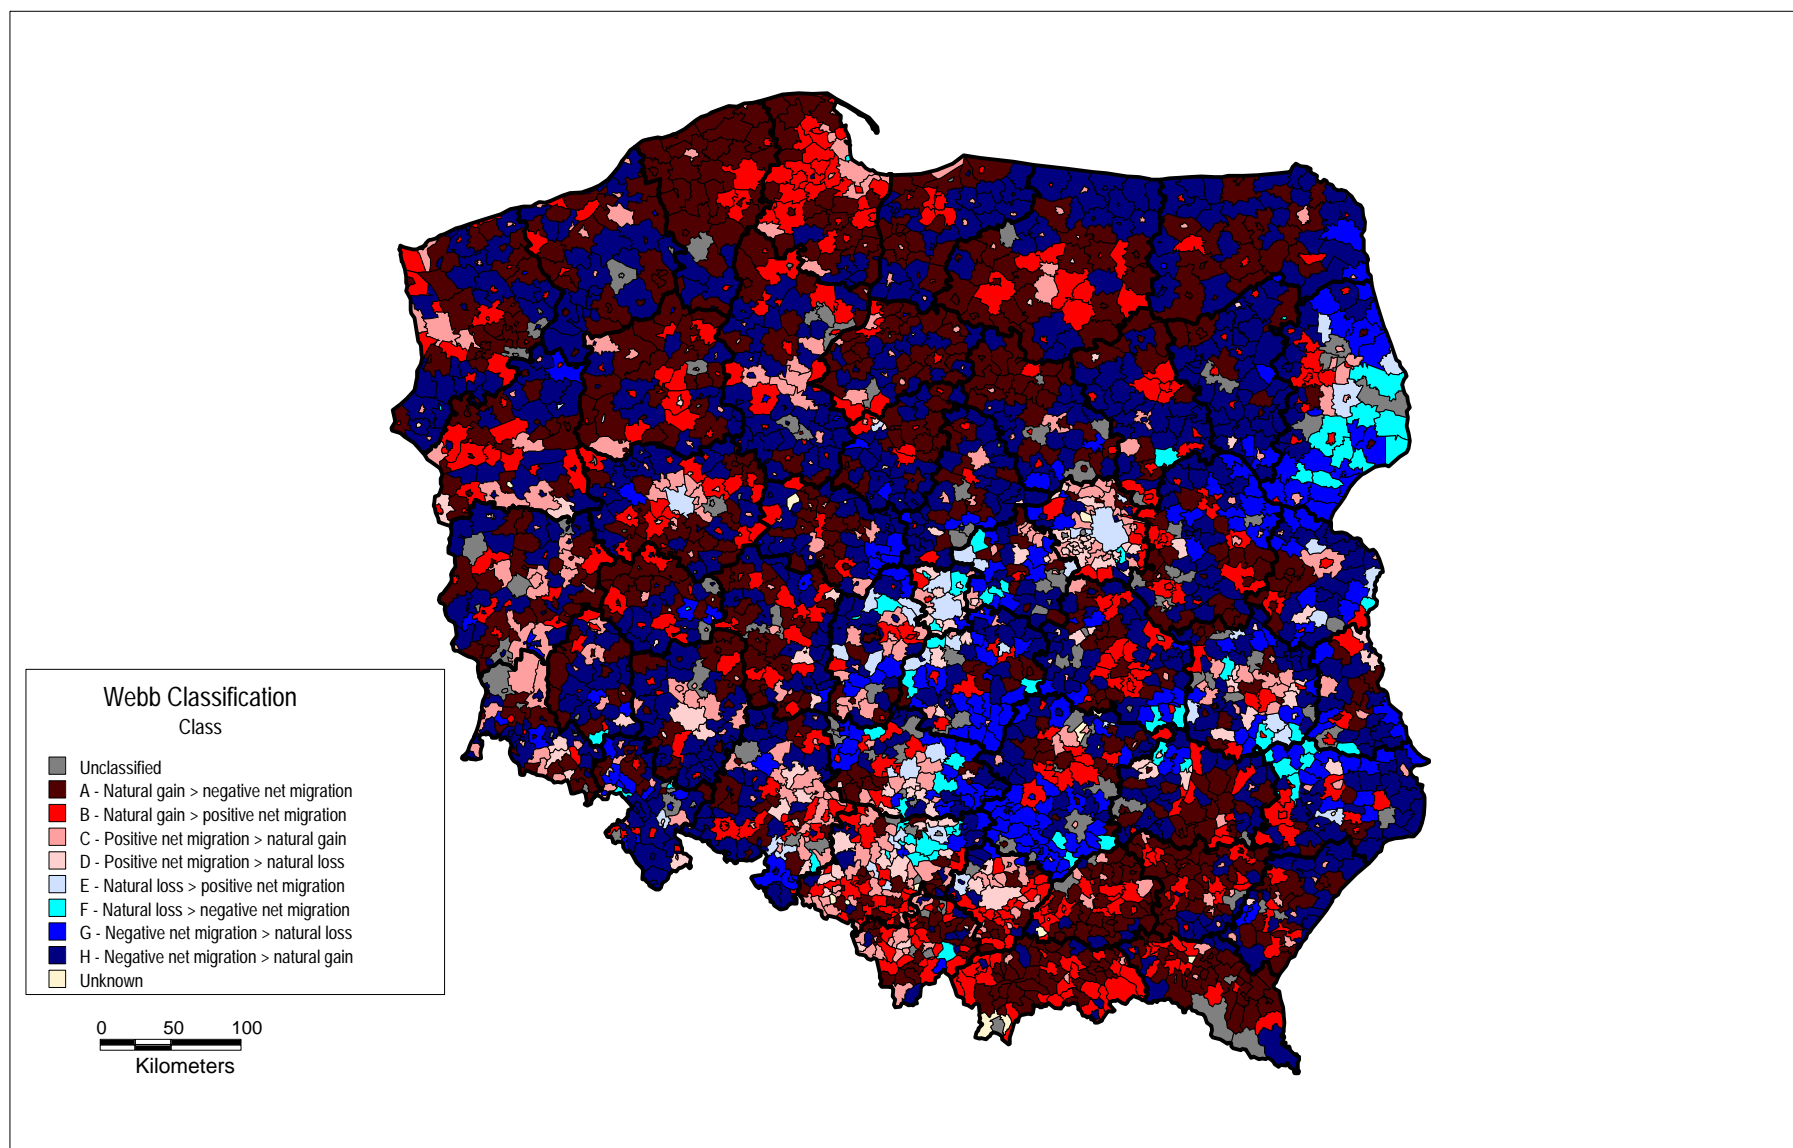 Webb Classification
Class
Unclassified
A - Natural gain > negative net migration
B - Natural gain > positive net migration
C - Positive net migration > natural gain
D - Positive net migration > natural loss
E - Natural loss > positive net migration
F - Natural loss > negative net migration
G - Negative net migration > natural loss
H - Negative net migration > natural gain
Unknown
0 50 100
Kilometers